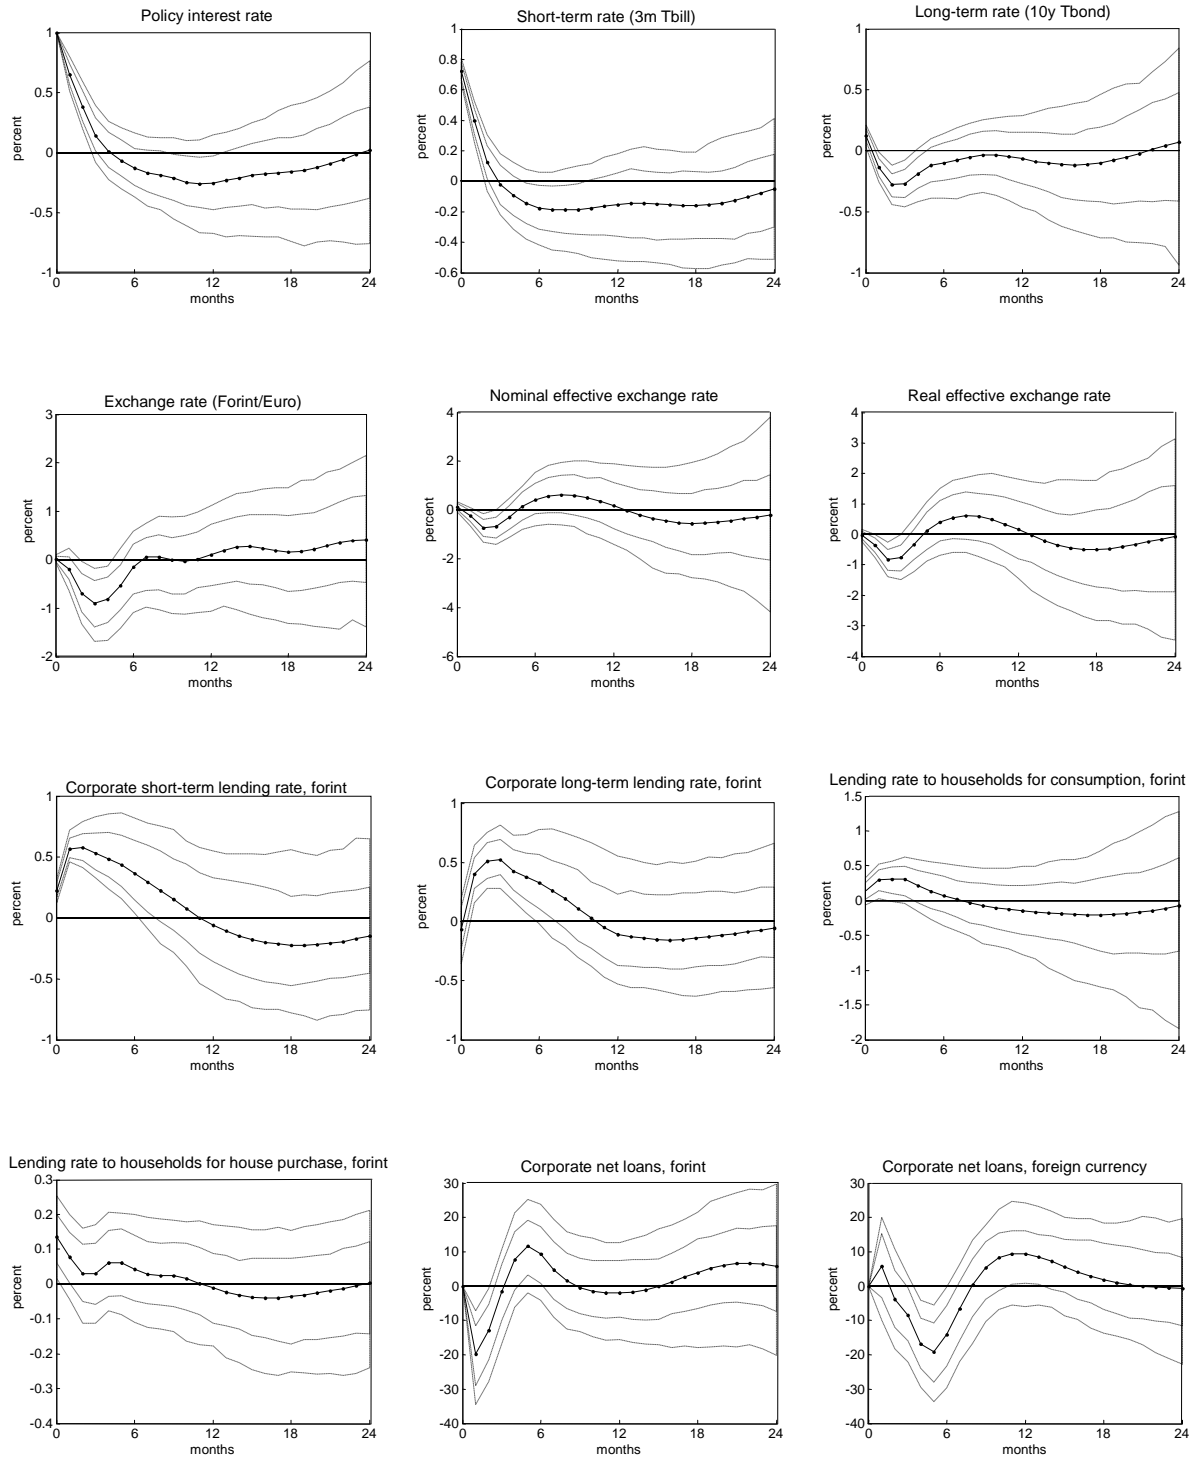 Policy interest rate
1
0.5
0
-0.5
-1
percent
0 6 12 18 24
months
Short-term rate (3m Tbill)
1
0.8
0.6
0.4
0.2
0
-0.2
-0.4
-0.6
percent
0 6 12 18 24
months
Long-term rate (10y Tbond)
1
0.5
0
-0.5
-1
percent
0 6 12 18 24
months
Exchange rate (Forint/Euro)
3
2
1
0
-1
-2
percent
0 6 12 18 24
months
Nominal effective exchange rate
4
2
0
-2
-4
-6
percent
0 6 12 18 24
months
Real effective exchange rate
4
3
2
1
0
-1
-2
-3
-4
percent
0 6 12 18 24
months
Corporate short-term lending rate, forint
1
0.5
0
-0.5
-1
percent
0 6 12 18 24
months
Corporate long-term lending rate, forint
1
0.5
0
-0.5
-1
percent
0 6 12 18 24
months
Lending rate to households for consumption, forint
1.5
1
0.5
0
-0.5
-1
-1.5
-2
percent
0 6 12 18 24
months
Lending rate to households for house purchase, forint
0.3
0.2
0.1
0
-0.1
-0.2
-0.3
-0.4
percent
0 6 12 18 24
months
Corporate net loans, forint
30
20
10
0
-10
-20
-30
-40
percent
0 6 12 18 24
months
Corporate net loans, foreign currency
30
20
10
0
-10
-20
-30
-40
percent
0 6 12 18 24
months